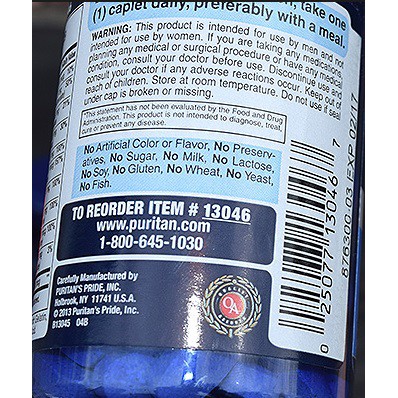 take one
(1) caplet daily, preferably with a meal.
WARNING: This product is intended for use by men and not
intended for use by women. If you are taking any medications,
planning any medical or surgical procedure or have any medical
condition, consult your doctor before use. Discontinue use and
consult your doctor if any adverse reactions occur. Keep out of
reach of children. Store at room temperature. Do not use if seal
under cap is broken or missing.
*This statement has not been evaluated by the Food and Drug
Administration. This product is not intended to diagnose, treat,
cure or prevent any disease.
No Artificial Color or Flavor, No Preserv-
atives, No Sugar, No Milk, No Lactose,
No Soy, No Gluten, No Wheat, No Yeast,
No Fish.
TO REORDER ITEM # 13046
www.puritan.com
1-800-645-1030
Carefully Manufactured by
PURITAN'S PRIDE, INC.
Holbrook, NY 11741 U.S.A.
© 2013 Puritan's Pride, Inc.
B13045 04B
QA
0 25077 13046 7
876300.03 EXP 07/17